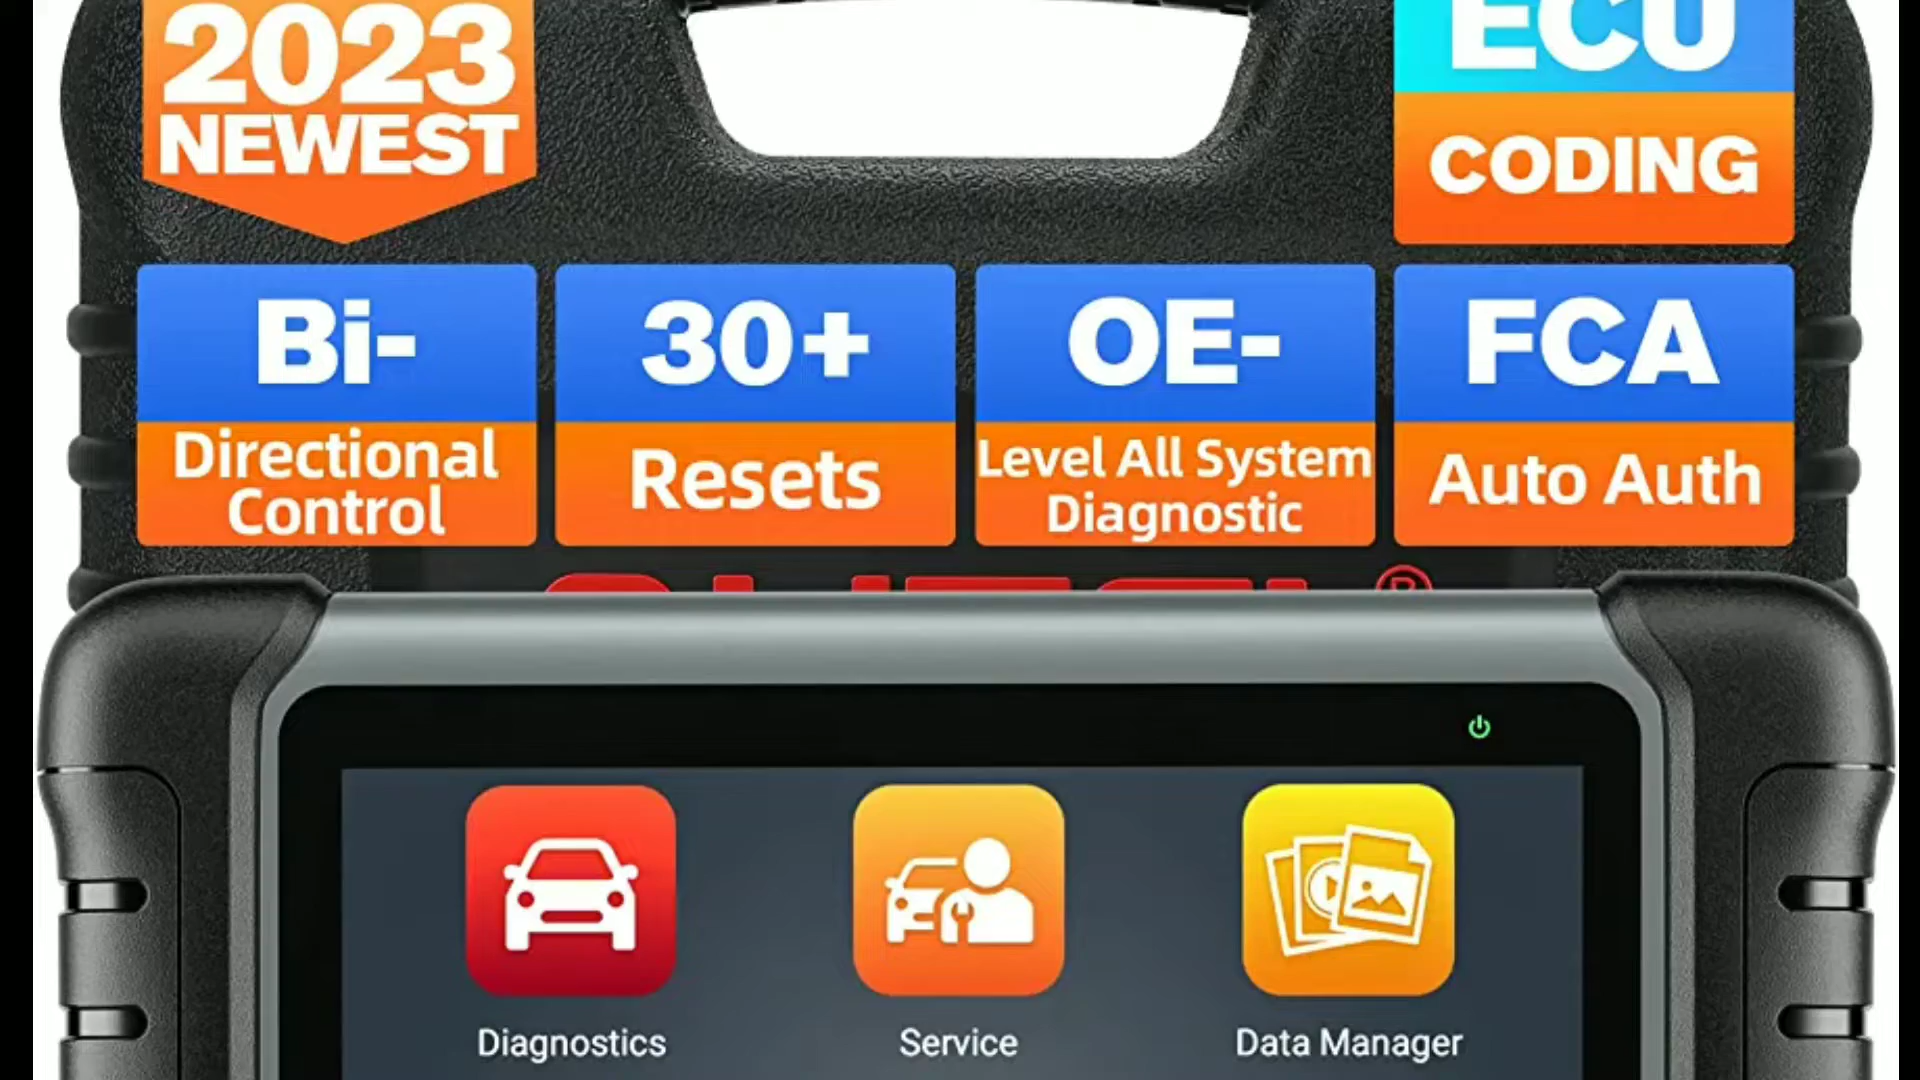 2023
NEWEST
ECU
CODING
Bi-
Directional
Control
30+
Resets
OE-
Level All System
Diagnostic
FCA
Auto Auth
®
Diagnostics
Service
Data Manager